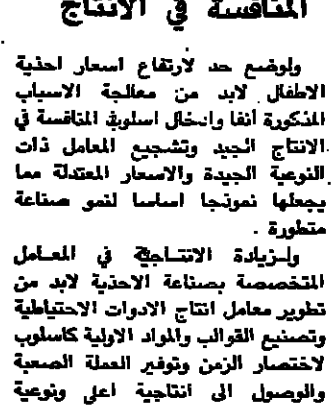 المنافسة في الانتاج
ولوضع حد لارتفاع اسعار احذية
الاطفال لابد من معالجة الاسباب
المذكورة آنفا وادخال اسلوب المنافسة في
الانتاج الجيد وتشجيع المعامل ذات
النوعية الجيدة والاسعار المعتدلة مما
يجعلها نموذجا اساسا لنمو صناعة
متطورة .
ولزيادة الانتاجية في المعامل
المتخصصة بصناعة الاحذية لابد من
تطوير معامل انتاج الادوات الاحتياطية
وتصنيع القوالب والمواد الاولية كاسلوب
لاختصار الزمن وتوفير العملة الصعبة
والوصول الى انتاجية اعلى ونوعية